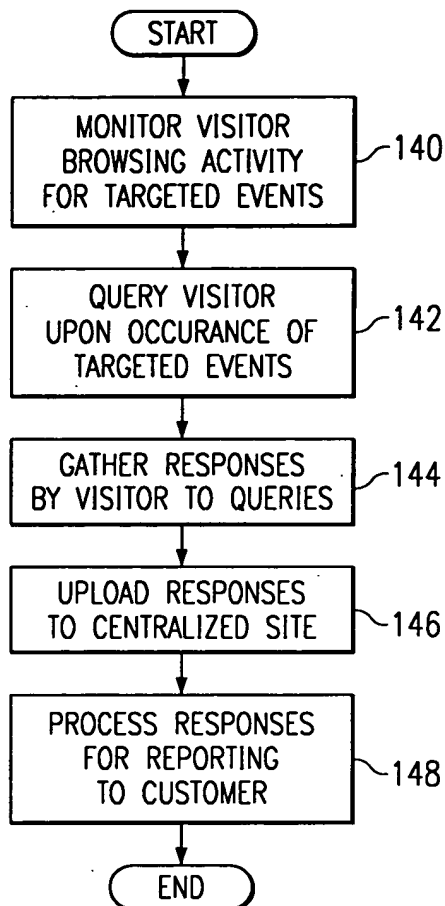 START
MONITOR VISITOR
BROWSING ACTIVITY
FOR TARGETED EVENTS
140
QUERY VISITOR
UPON OCCURANCE OF
TARGETED EVENTS
142
GATHER RESPONSES
BY VISITOR TO QUERIES
144
UPLOAD RESPONSES
TO CENTRALIZED SITE
146
PROCESS RESPONSES
FOR REPORTING
TO CUSTOMER
148
END